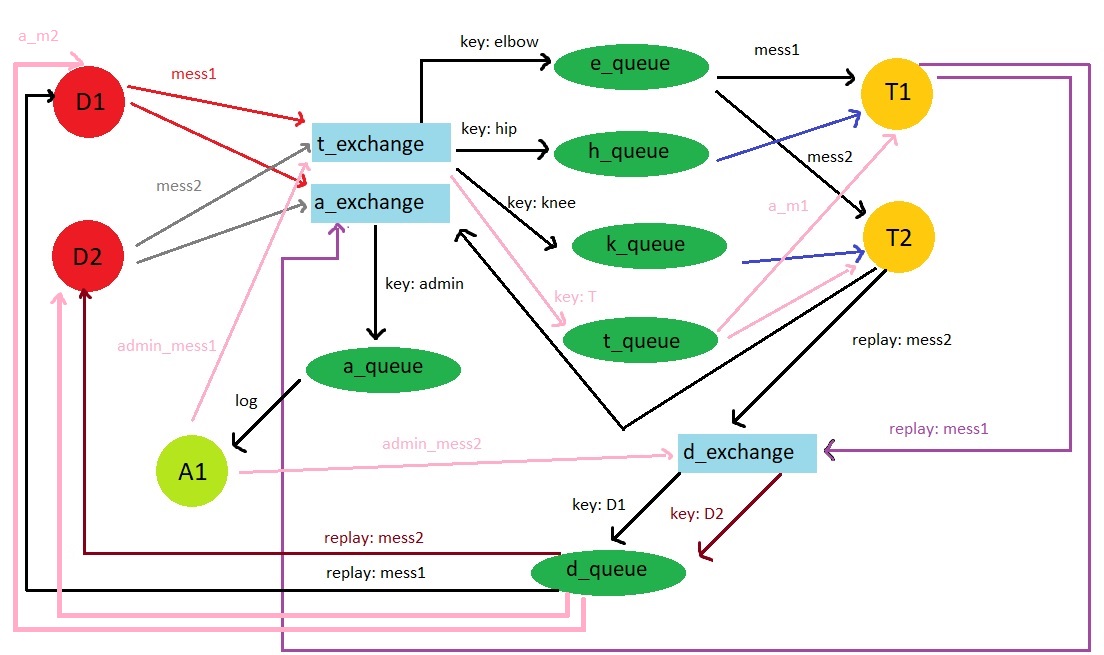 a_m2
key: elbow
mess1
e_queue
mess1
D1
T1
t_exchange
key: hip
h_queue
mess2
mess2
a_exchange
key: knee
a_m1
k_queue
T2
D2
key: admin
key: T
admin_mess1
t_queue
replay: mess2
a_queue
log
replay: mess1
admin_mess2
d_exchange
A1
key: D1
key: D2
replay: mess2
replay: mess1
d_queue